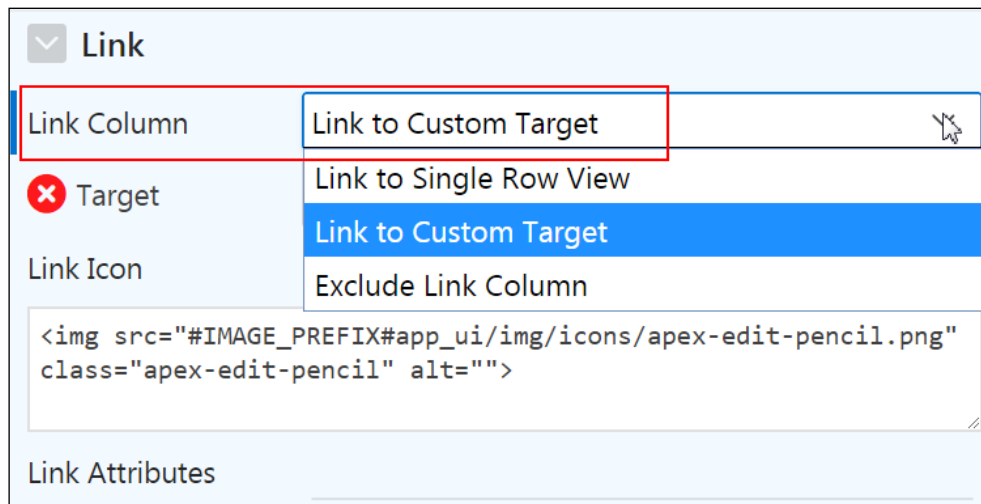 Link
Link Column
Link to Custom Target
Link to Single Row View
Target
Link to Custom Target
Link Icon
Exclude Link Column
<img src="#IMAGE_PREFIX#app_ui/img/icons/apex-edit-pencil.png"
class="apex-edit-pencil" alt="">
Link Attributes